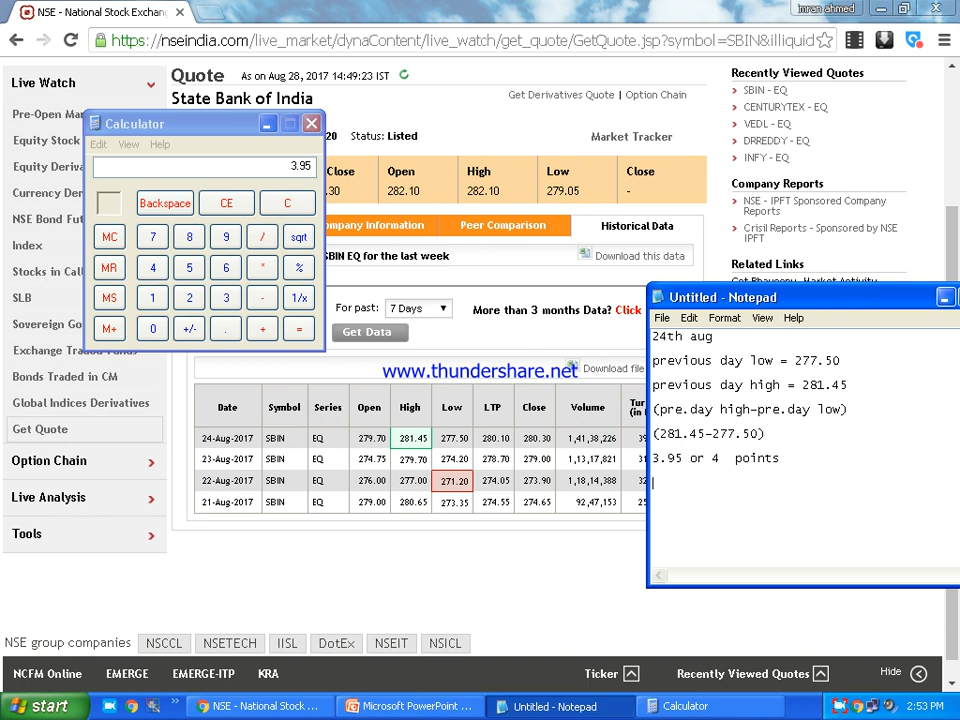 NSE - National Stock Exchan
imran ahmed
https://nseindia.com/live_market/dynaContent/live_watch/get_quote/GetQuote.jsp?symbol=SBIN&illiquid
Live Watch
Pre-Open Mar
Equity Stock
Equity Deriva
Currency Der
NSE Bond Fut
Index
Stocks in Cal
SLB
Sovereign Go
Exchange Traded Funds
Bonds Traded in CM
Global Indices Derivatives
Get Quote
Option Chain
Live Analysis
Tools
Quote As on Aug 28, 2017 14:49:23 IST
State Bank of India
Get Derivatives Quote | Option Chain
20 Status: Listed
Market Tracker
Close Open High Low Close
.30 282.10 282.10 279.05 -
ompany Information Peer Comparison Historical Data
SBIN EQ for the last week
Download this data
For past: 7 Days
More than 3 months Data? Click
Get Data
www.thundershare.net
Download file
Date Symbol Series Open High Low LTP Close Volume Tur
(in
24-Aug-2017 SBIN EQ 279.70 281.45 277.50 280.10 280.30 1,41,38,226 39
23-Aug-2017 SBIN EQ 274.75 279.70 274.20 278.70 279.00 1,13,17,821 31
22-Aug-2017 SBIN EQ 276.00 277.00 271.20 274.05 273.90 1,18,14,388 32
21-Aug-2017 SBIN EQ 279.00 280.65 273.35 274.55 274.65 92,47,153 25
Calculator
Edit View Help
3.95
Backspace CE C
MC 7 8 9 / sqrt
MR 4 5 6 * %
MS 1 2 3 - 1/x
M+ 0 +/- . + =
Recently Viewed Quotes
SBIN - EQ
CENTURYTEX - EQ
VEDL - EQ
DRREDDY - EQ
INFY - EQ
Company Reports
NSE - IPFT Sponsored Company
Reports
Crisil Reports - Sponsored by NSE
IPFT
Related Links
Get Bhavcopy, Market Activity
Untitled - Notepad
File Edit Format View Help
24th aug
previous day low = 277.50
previous day high = 281.45
(pre.day high-pre.day low)
(281.45-277.50)
3.95 or 4 points
NSE group companies NSCCL NSETECH IISL DotEx NSEIT NSICL
NCFM Online EMERGE EMERGE-ITP KRA Ticker Recently Viewed Quotes Hide
start
NSE - National Stock ...
Microsoft PowerPoint ...
Untitled - Notepad
Calculator
2:53 PM